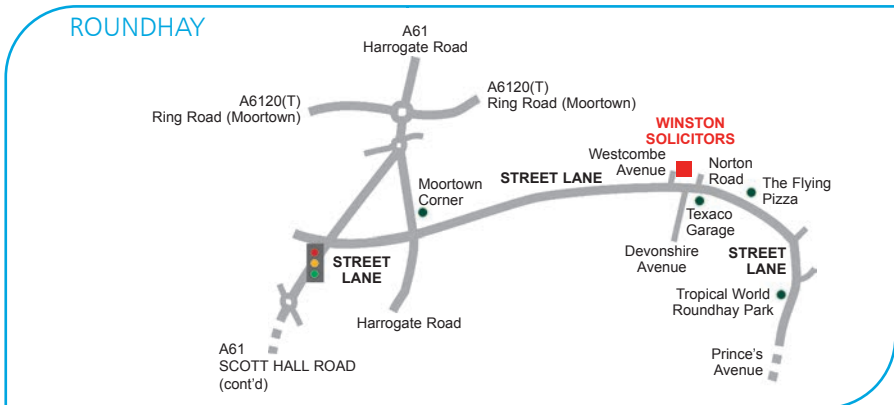 ROUNDHAY
A61
Harrogate Road
A6120(T)
Ring Road (Moortown)
A6120(T)
Ring Road (Moortown)
WINSTON
SOLICITORS
Westcombe
Avenue
Norton
Road
STREET LANE
The Flying
Pizza
Moortown
Corner
Texaco
Garage
Devonshire
Avenue
STREET
LANE
STREET
LANE
Tropical World
Roundhay Park
Harrogate Road
A61
SCOTT HALL ROAD
(cont'd)
Prince's
Avenue